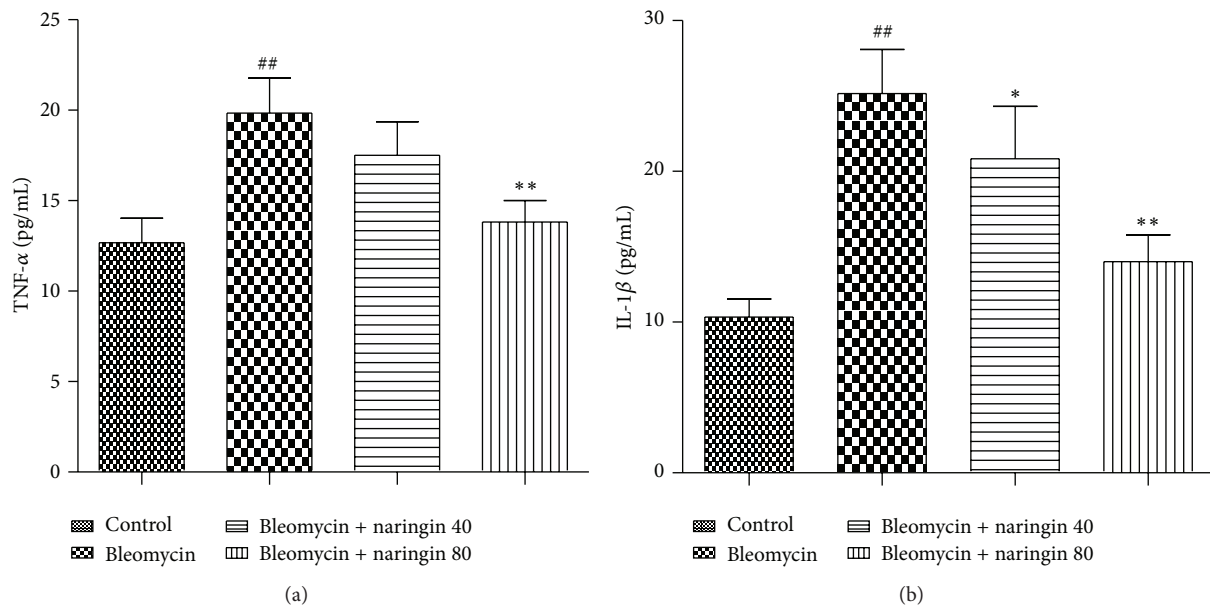 25
20
15
10
5
0
TNF-α (pg/mL)
##
**
Control
Bleomycin
Bleomycin + naringin 40
Bleomycin + naringin 80
(a)
30
20
10
0
IL-1β (pg/mL)
##
*
**
Control
Bleomycin
Bleomycin + naringin 40
Bleomycin + naringin 80
(b)